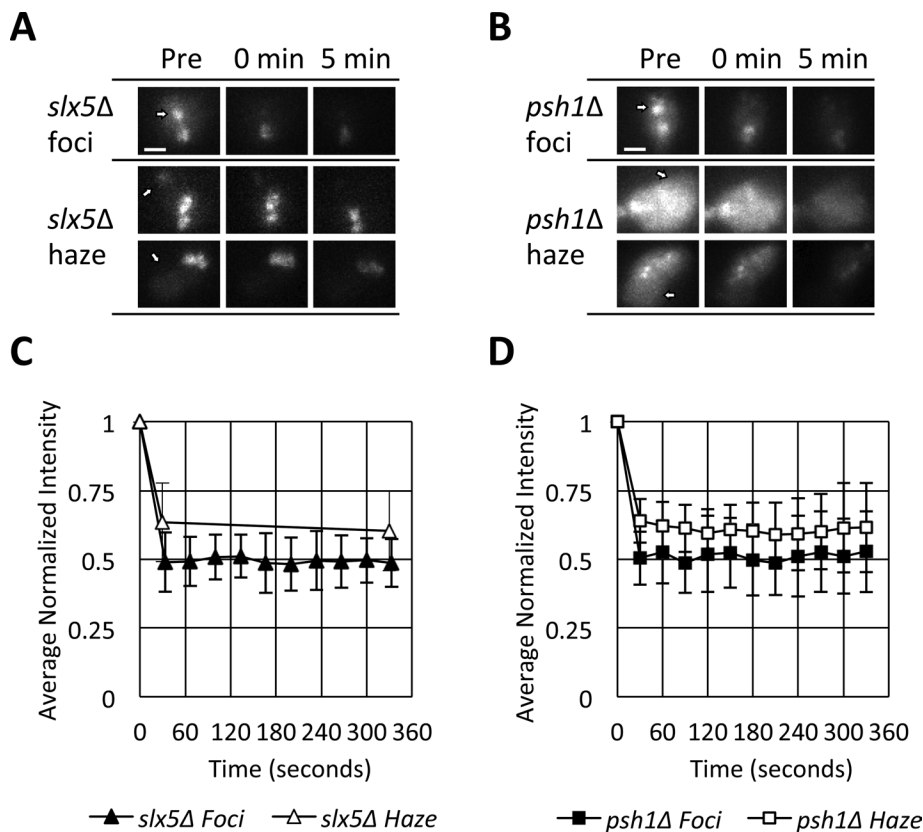 A
Pre 0 min 5 min
slx5Δ
foci
slx5Δ
haze
B
Pre 0 min 5 min
psh1Δ
foci
psh1Δ
haze
C
Average Normalized Intensity
1
0.75
0.5
0.25
0
0 60 120 180 240 300 360
Time (seconds)
slx5Δ Foci slx5Δ Haze
D
Average Normalized Intensity
1
0.75
0.5
0.25
0
0 60 120 180 240 300 360
Time (seconds)
psh1Δ Foci psh1Δ Haze